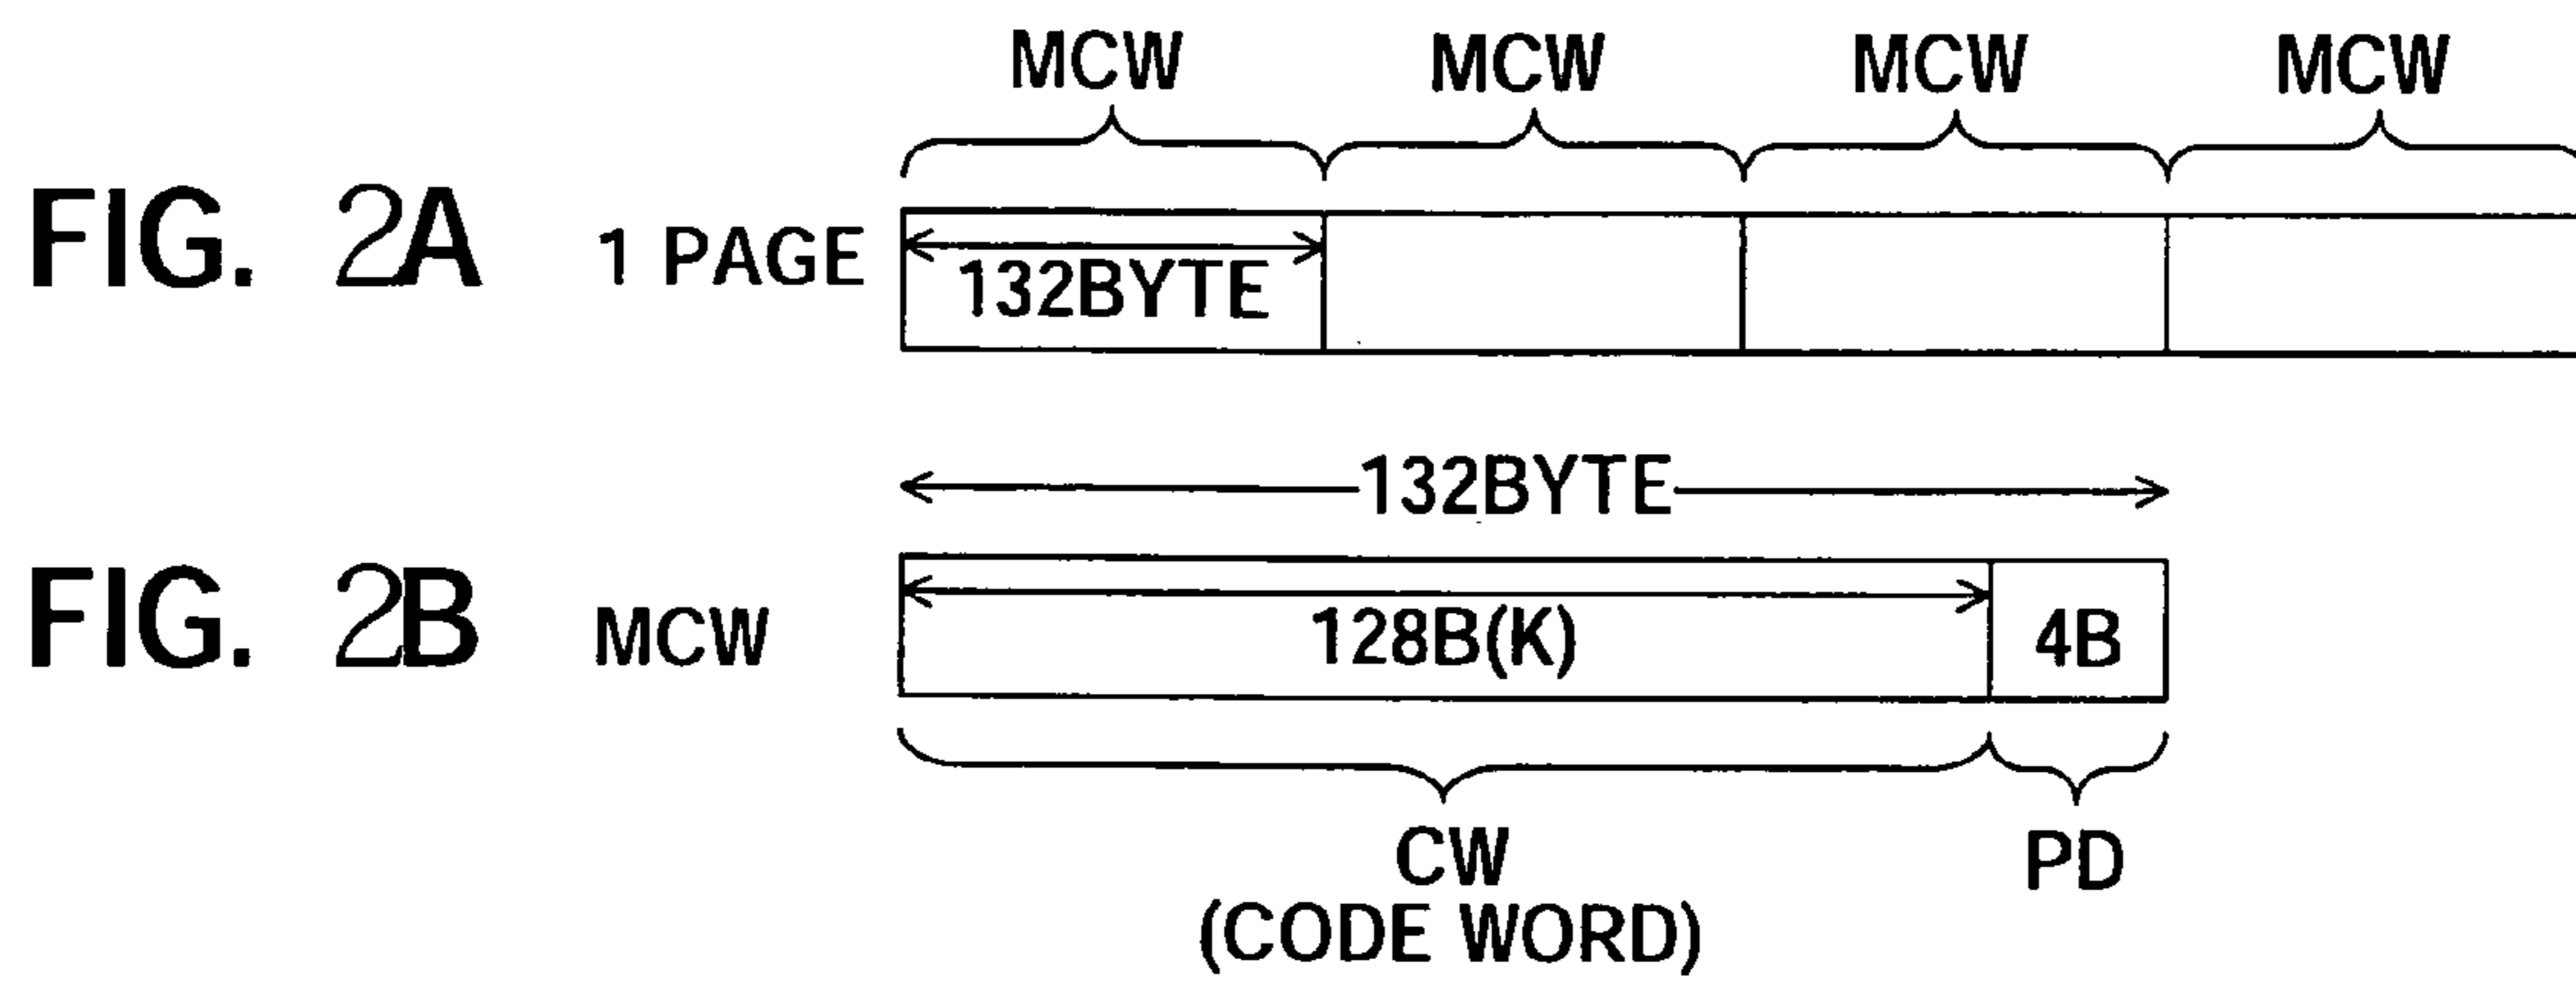 MCW MCW MCW MCW
FIG. 2A 1 PAGE
132BYTE
132BYTE
FIG. 2B MCW 128B(K) 4B
CW PD
(CODE WORD)